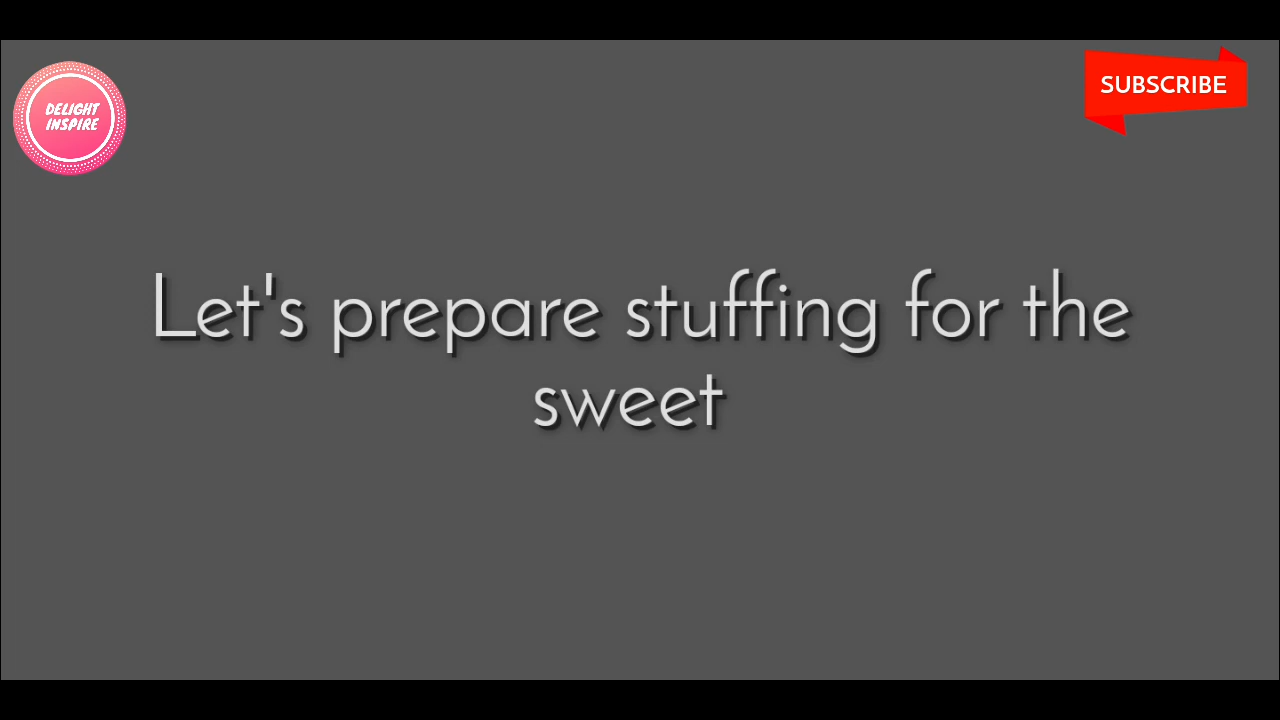 DELIGHT
INSPIRE
SUBSCRIBE
Let's prepare stuffing for the
sweet